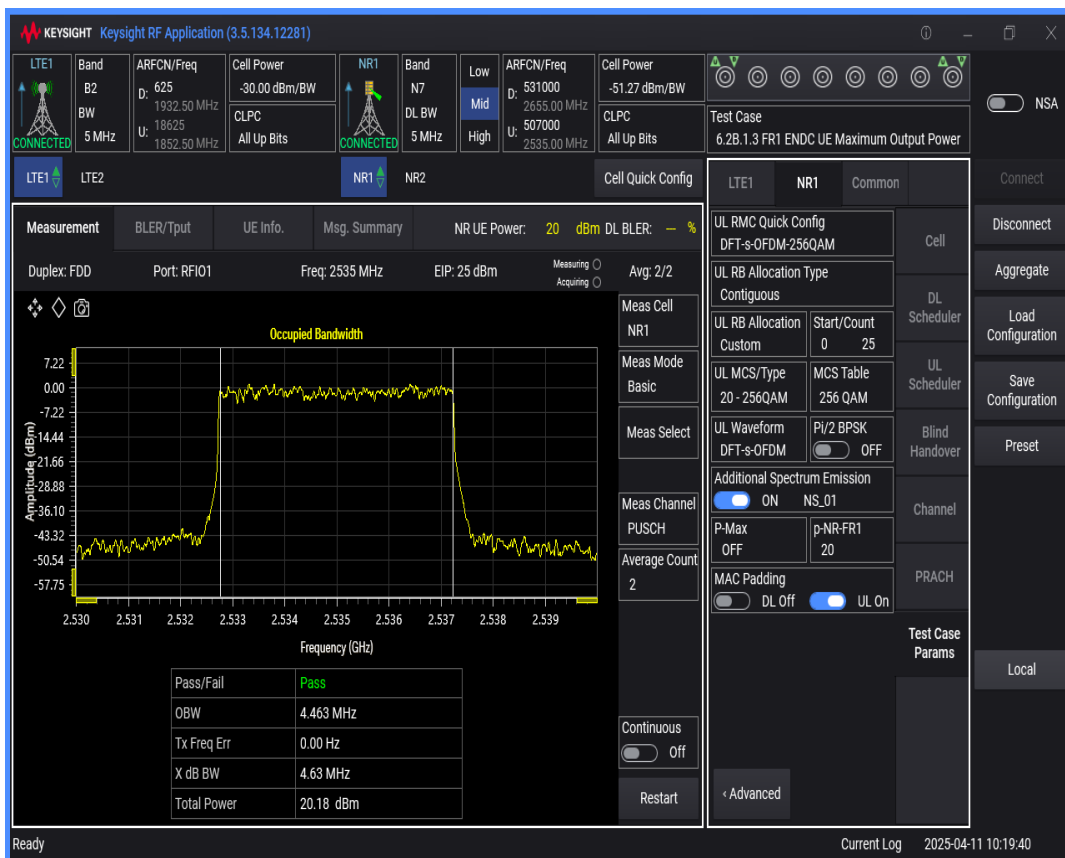 KEYSIGHT Keysight RF Application (3.5.134.12281)
LTE1
CONNECTED
Band
B2
BW
5 MHz
ARFCN/Freq
D: 625
1932.50 MHz
U: 18625
1852.50 MHz
Cell Power
-30.00 dBm/BW
CLPC
All Up Bits
NR1
CONNECTED
Band
N7
DL BW
5 MHz
Low
Mid
High
ARFCN/Freq
D: 531000
2655.00 MHz
U: 507000
2535.00 MHz
Cell Power
-51.27 dBm/BW
CLPC
All Up Bits
Test Case
6.2B.1.3 FR1 ENDC UE Maximum Output Power
NSA
LTE1 LTE2 NR1 NR2 Cell Quick Config
Measurement BLER/Tput UE Info. Msg. Summary NR UE Power: 20 dBm DL BLER: — %
Duplex: FDD Port: RFIO1 Freq: 2535 MHz EIP: 25 dBm Measuring Acquiring Avg: 2/2
Occupied Bandwidth
Amplitude (dBm)
7.22
0.00
-7.22
-14.44
-21.66
-28.88
-36.10
-43.32
-50.54
-57.75
2.530 2.531 2.532 2.533 2.534 2.535 2.536 2.537 2.538 2.539
Frequency (GHz)
Pass/Fail Pass
OBW 4.463 MHz
Tx Freq Err 0.00 Hz
X dB BW 4.63 MHz
Total Power 20.18 dBm
Meas Cell
NR1
Meas Mode
Basic
Meas Select
Meas Channel
PUSCH
Average Count
2
Continuous
Off
Restart
LTE1 NR1 Common
UL RMC Quick Config
DFT-s-OFDM-256QAM
UL RB Allocation Type
Contiguous
UL RB Allocation Start/Count
Custom 0 25
UL MCS/Type MCS Table
20 - 256QAM 256 QAM
UL Waveform Pi/2 BPSK
DFT-s-OFDM OFF
Additional Spectrum Emission
ON NS_01
P-Max p-NR-FR1
OFF 20
MAC Padding
DL Off UL On
‹ Advanced
Cell
DL
Scheduler
UL
Scheduler
Blind
Handover
Channel
PRACH
Test Case
Params
Connect
Disconnect
Aggregate
Load
Configuration
Save
Configuration
Preset
Local
Ready Current Log 2025-04-11 10:19:40